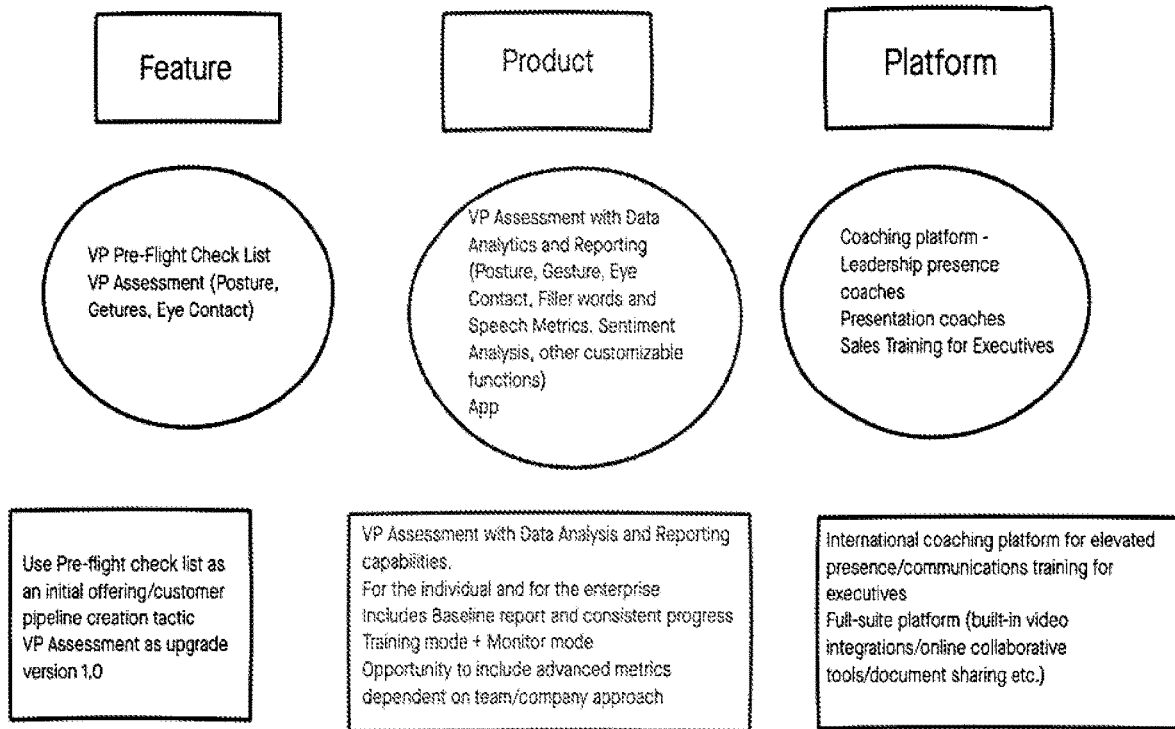 Feature
Product
Platform
VP Pre-Flight Check List
VP Assessment (Posture,
Getures, Eye Contact)
VP Assessment with Data
Analytics and Reporting
(Posture, Gesture, Eye
Contact, Filler words and
Speech Metrics. Sentiment
Analysis, other customizable
functions)
App
Coaching platform -
Leadership presence
coaches
Presentation coaches
Sales Training for Executives
Use Pre-flight check list as
an initial offering/customer
pipeline creation tactic
VP Assessment as upgrade
version 1.0
VP Assessment with Data Analysis and Reporting
capabilities.
For the individual and for the enterprise
Includes Baseline report and consistent progress
Training mode + Monitor mode
Opportunity to include advanced metrics
dependent on team/company approach
International coaching platform for elevated
presence/communications training for
executives
Full-suite platform (built-in video
integrations/online collaborative
tools/document sharing etc.)